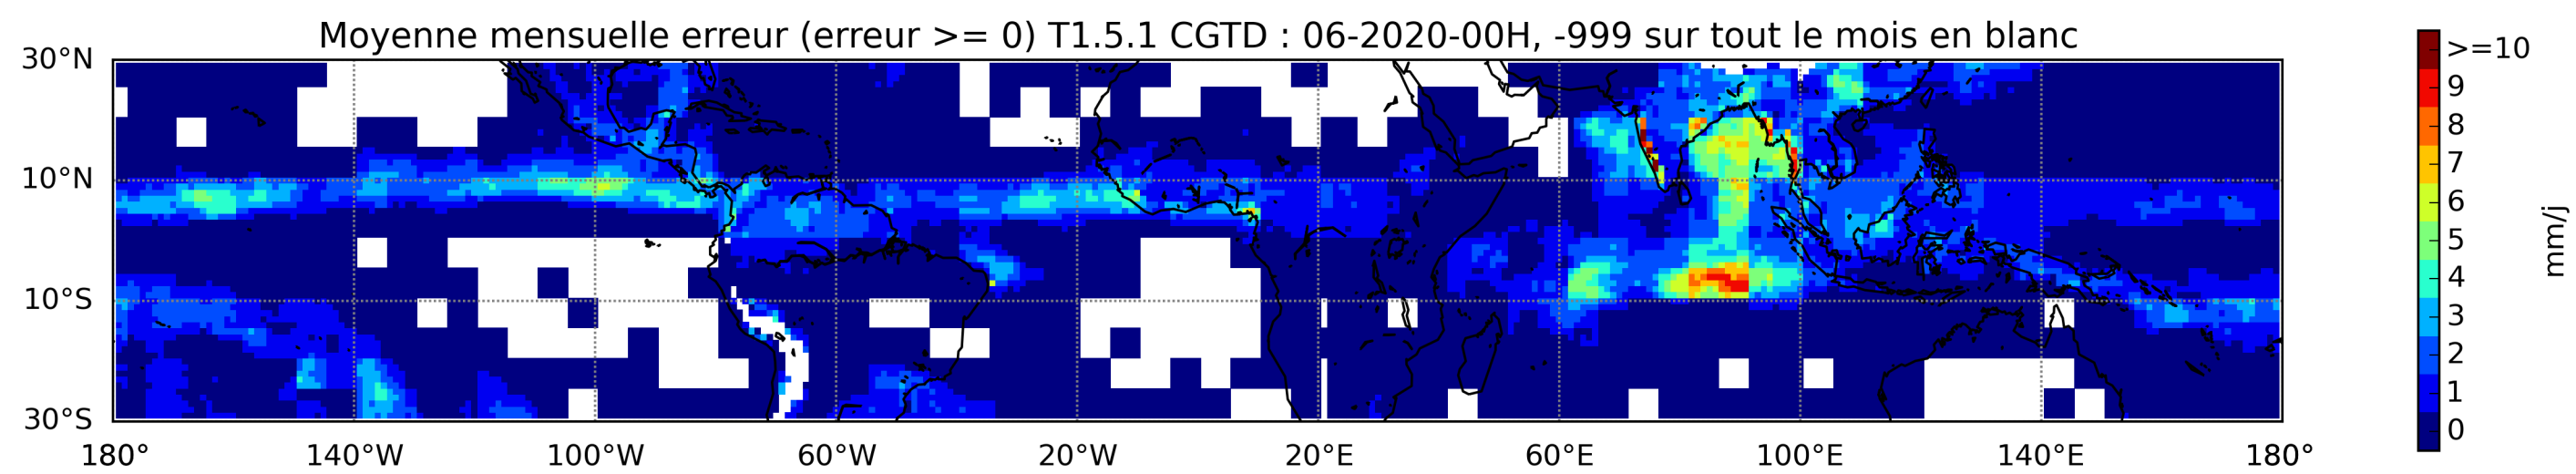 Moyenne mensuelle erreur (erreur >= 0) T1.5.1 CGTD : 06-2020-00H, -999 sur tout le mois en blanc
30°N
10°N
10°S
30°S
180° 140°W 100°W 60°W 20°W 20°E 60°E 100°E 140°E 180°
>=10
9
8
7
6
5
4
3
2
1
0
mm/j